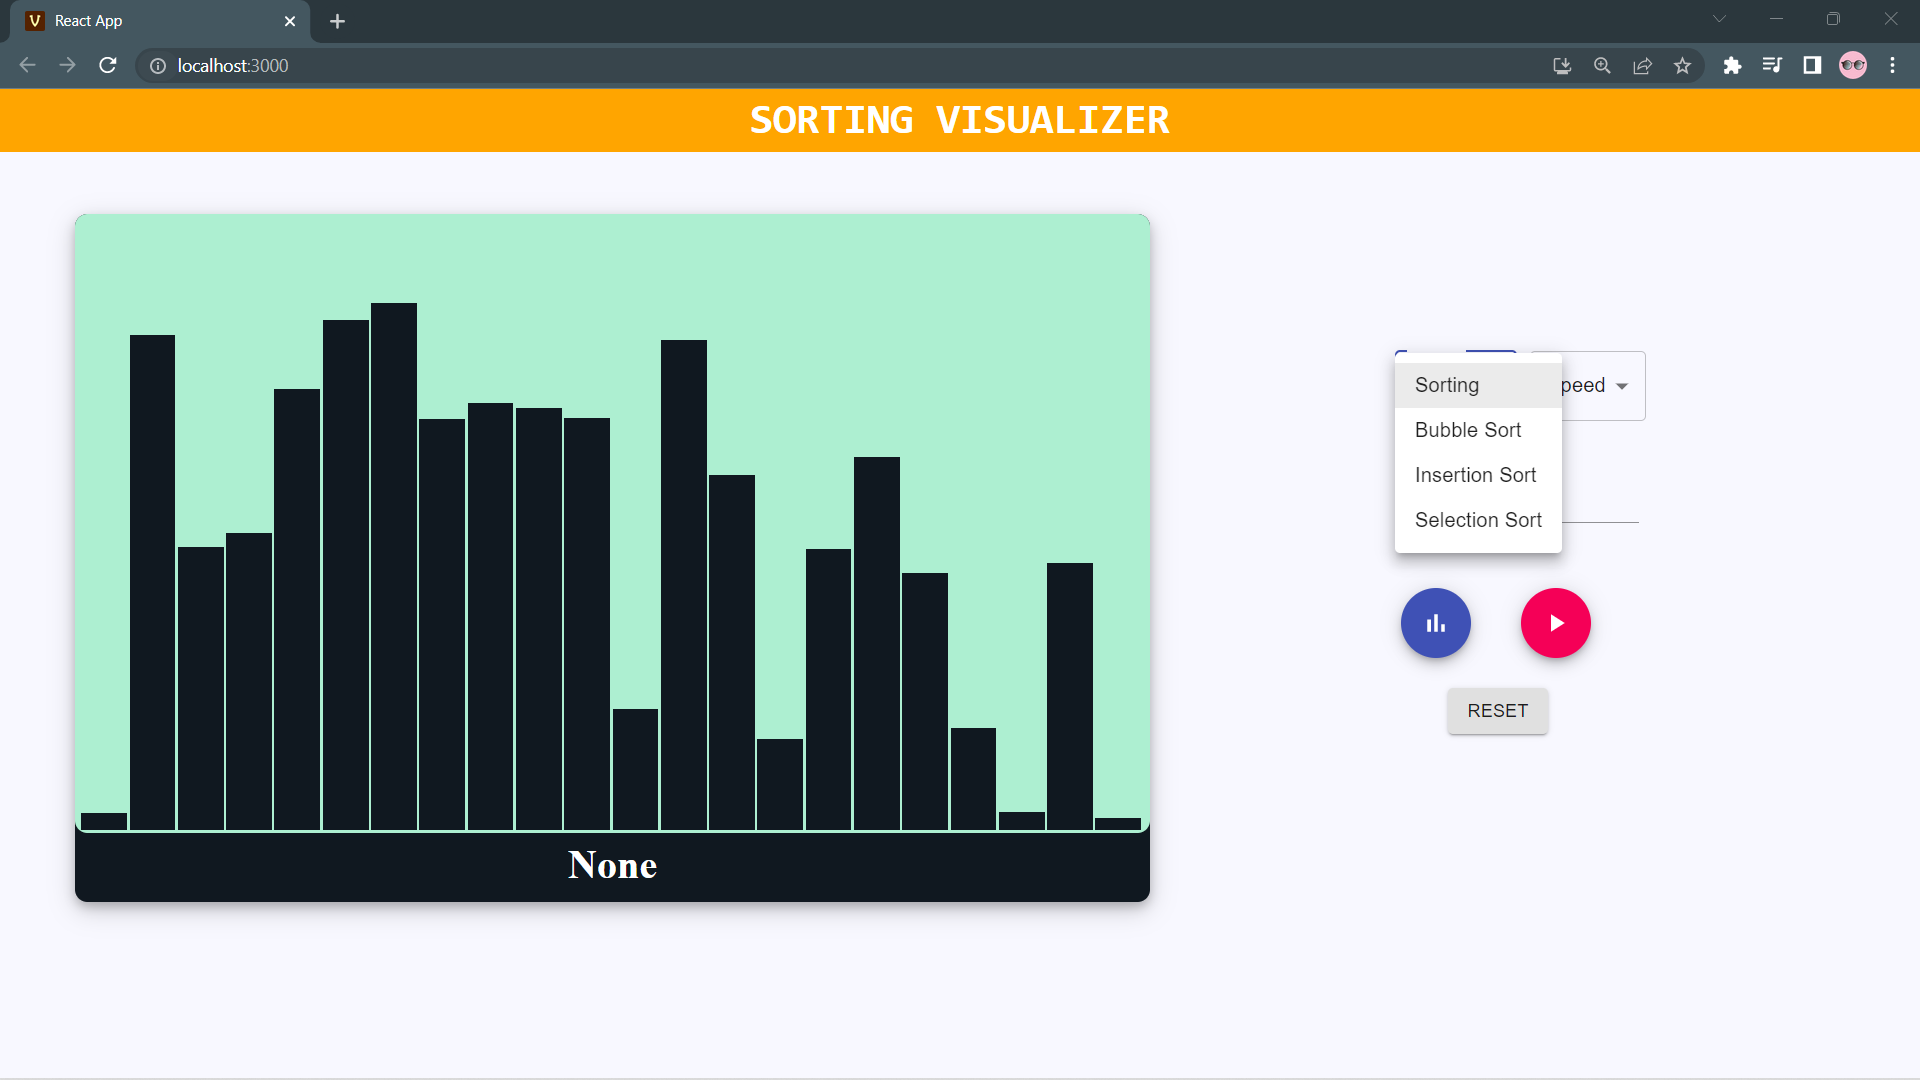 React App
localhost:3000
SORTING VISUALIZER
Sorting
peed
Bubble Sort
Insertion Sort
Selection Sort
RESET
None